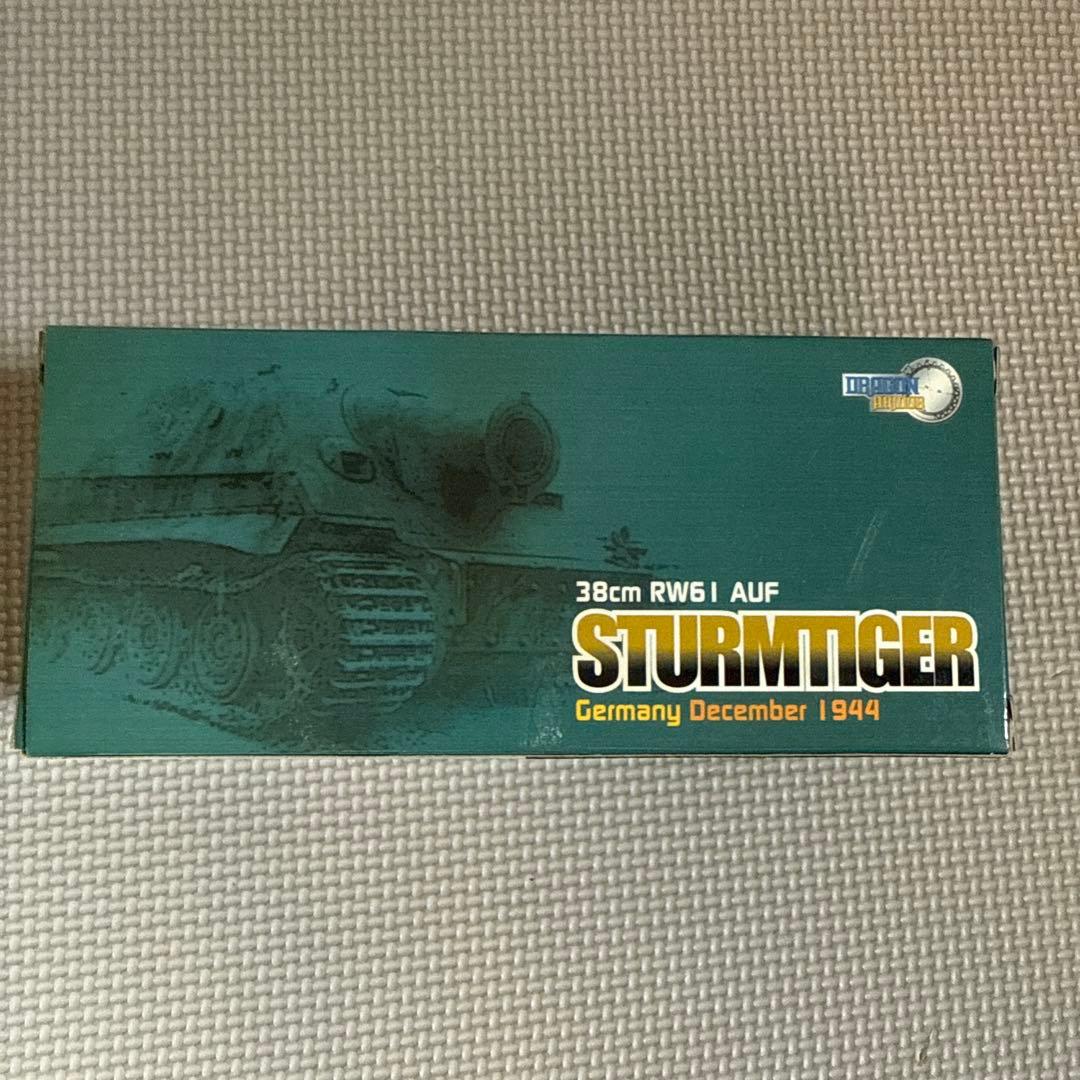 DRAGON
ARMOR
38cm RW61 AUF
STURMTIGER
Germany December 1944